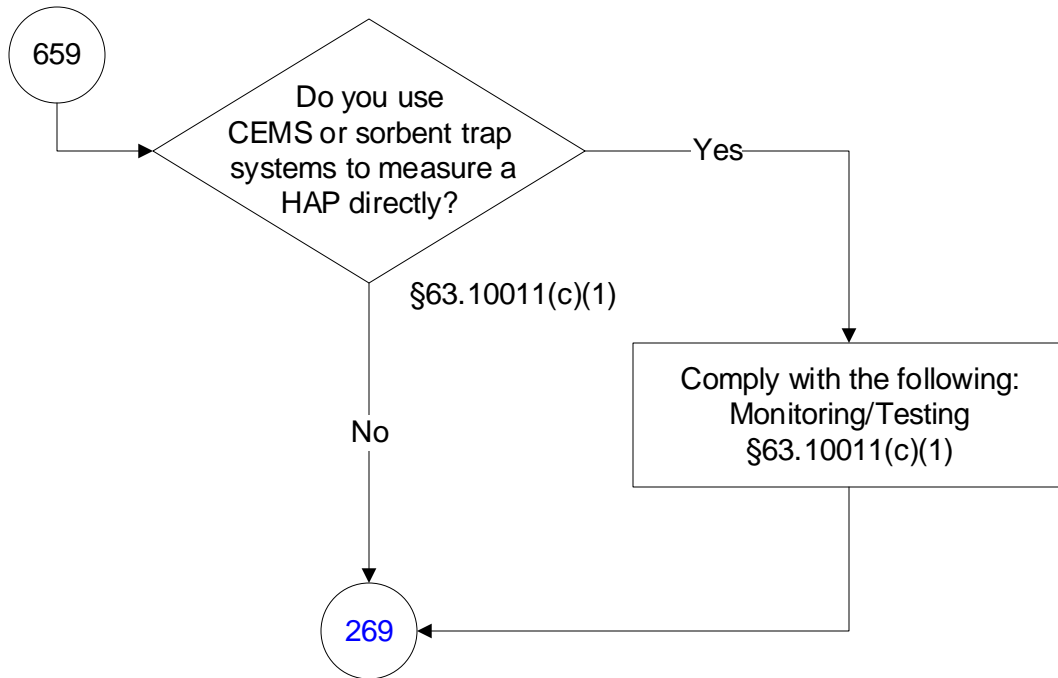 659
Do you use
CEMS or sorbent trap
systems to measure a
HAP directly?
Yes
§63.10011(c)(1)
Comply with the following:
Monitoring/Testing
§63.10011(c)(1)
No
269